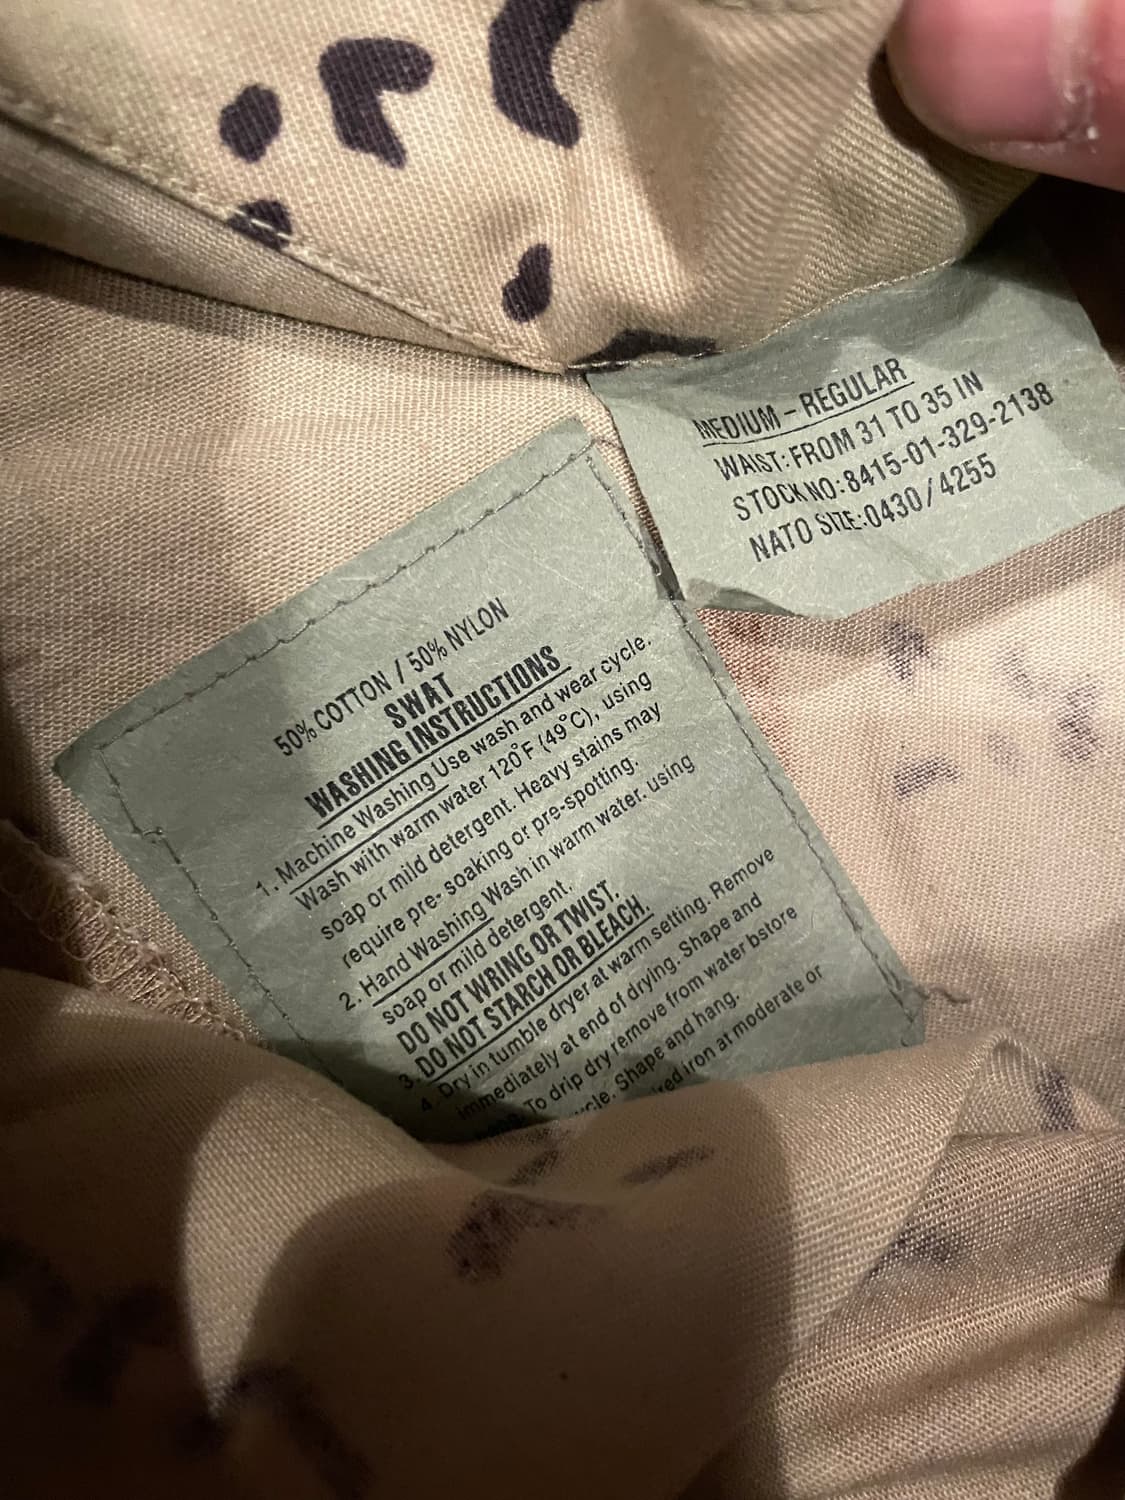 MEDIUM – REGULAR
WAIST: FROM 31 TO 35 IN
STOCK NO: 8415-01-329-2138
NATO SIZE: 0430/4255
50% COTTON / 50% NYLON
SWAT
WASHING INSTRUCTIONS
1. Machine Washing Use wash and wear cycle.
Wash with warm water 120°F (49°C), using
soap or mild detergent. Heavy stains may
require pre- soaking or pre-spotting.
2. Hand Washing Wash in warm water. using
soap or mild detergent.
DO NOT WRING OR TWIST.
3. DO NOT STARCH OR BLEACH.
4. Dry in tumble dryer at warm setting. Remove
immediately at end of drying. Shape and
To drip dry remove from water bstore
Shape and hang.
iron at moderate or